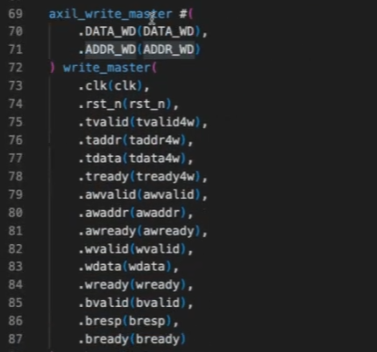 69 axil_write_master #(
70 .DATA_WD(DATA_WD),
71 .ADDR_WD(ADDR_WD)
72 ) write_master(
73 .clk(clk),
74 .rst_n(rst_n),
75 .tvalid(tvalid4w),
76 .taddr(taddr4w),
77 .tdata(tdata4w),
78 .tready(tready4w),
79 .awvalid(awvalid),
80 .awaddr(awaddr),
81 .awready(awready),
82 .wvalid(wvalid),
83 .wdata(wdata),
84 .wready(wready),
85 .bvalid(bvalid),
86 .bresp(bresp),
87 .bready(bready)